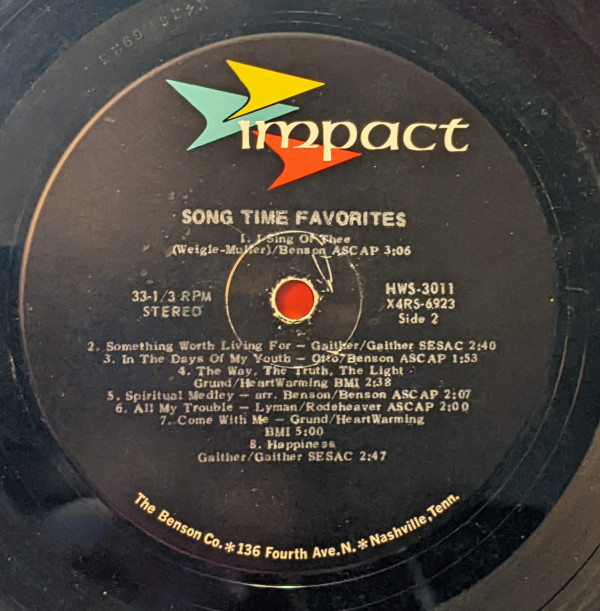 impact
SONG TIME FAVORITES
1. I Sing Of Thee
(Weigle-Muller)/Benson ASCAP 3:06
33-1/3 RPM
STEREO
HWS-3011
X4RS-6923
Side 2
2. Something Worth Living For - Gaither/Gaither SESAC 2:40
3. In The Days Of My Youth - Otto/Benson ASCAP 1:53
4. The Way, The Truth, The Light -
Grund/HeartWarming BMI 2:38
5. Spiritual Medley - arr. Benson/Benson ASCAP 2:07
6. All My Trouble - Lyman/Rodeheaver ASCAP 2:00
7. Come With Me - Grund/HeartWarming
BMI 5:00
8. Happiness
Gaither/Gaither SESAC 2:47
The Benson Co. * 136 Fourth Ave. N. * Nashville, Tenn.